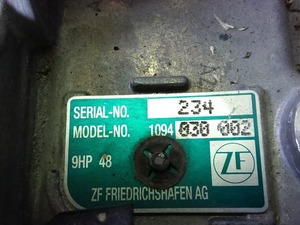 SERIAL-NO. 234
MODEL-NO. 1094 030 002
9HP 48
ZF
ZF FRIEDRICHSHAFEN AG